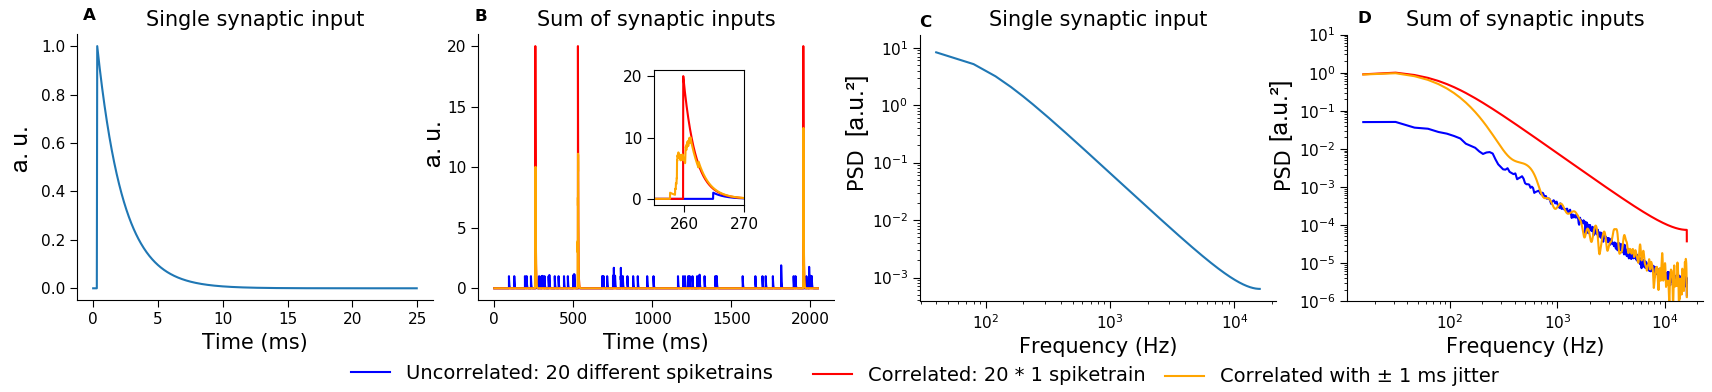 A
Single synaptic input
a. u.
1.0
0.8
0.6
0.4
0.2
0.0
0 5 10 15 20 25
Time (ms)
B
Sum of synaptic inputs
a. u.
20
15
10
5
0
0 500 1000 1500 2000
Time (ms)
20
10
0
260 270
C
Single synaptic input
PSD [a.u.²]
10¹
10⁰
10⁻¹
10⁻²
10⁻³
10² 10³ 10⁴
Frequency (Hz)
D
Sum of synaptic inputs
PSD [a.u.²]
10¹
10⁰
10⁻¹
10⁻²
10⁻³
10⁻⁴
10⁻⁵
10⁻⁶
10² 10³ 10⁴
Frequency (Hz)
Uncorrelated: 20 different spiketrains
Correlated: 20 * 1 spiketrain
Correlated with ± 1 ms jitter